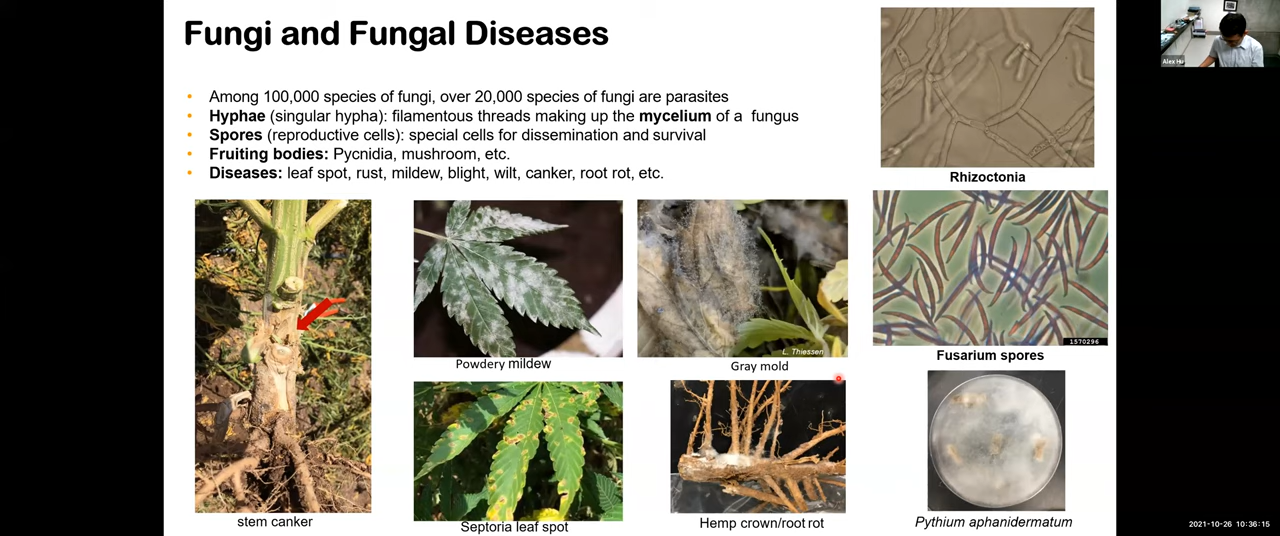 Fungi and Fungal Diseases
Among 100,000 species of fungi, over 20,000 species of fungi are parasites
Hyphae (singular hypha): filamentous threads making up the mycelium of a fungus
Spores (reproductive cells): special cells for dissemination and survival
Fruiting bodies: Pycnidia, mushroom, etc.
Diseases: leaf spot, rust, mildew, blight, wilt, canker, root rot, etc.
Alex Hu
Rhizoctonia
1570296
Fusarium spores
L. Thiessen
Powdery mildew
Gray mold
stem canker
Septoria leaf spot
Hemp crown/root rot
Pythium aphanidermatum
2021-10-26 10:36:15